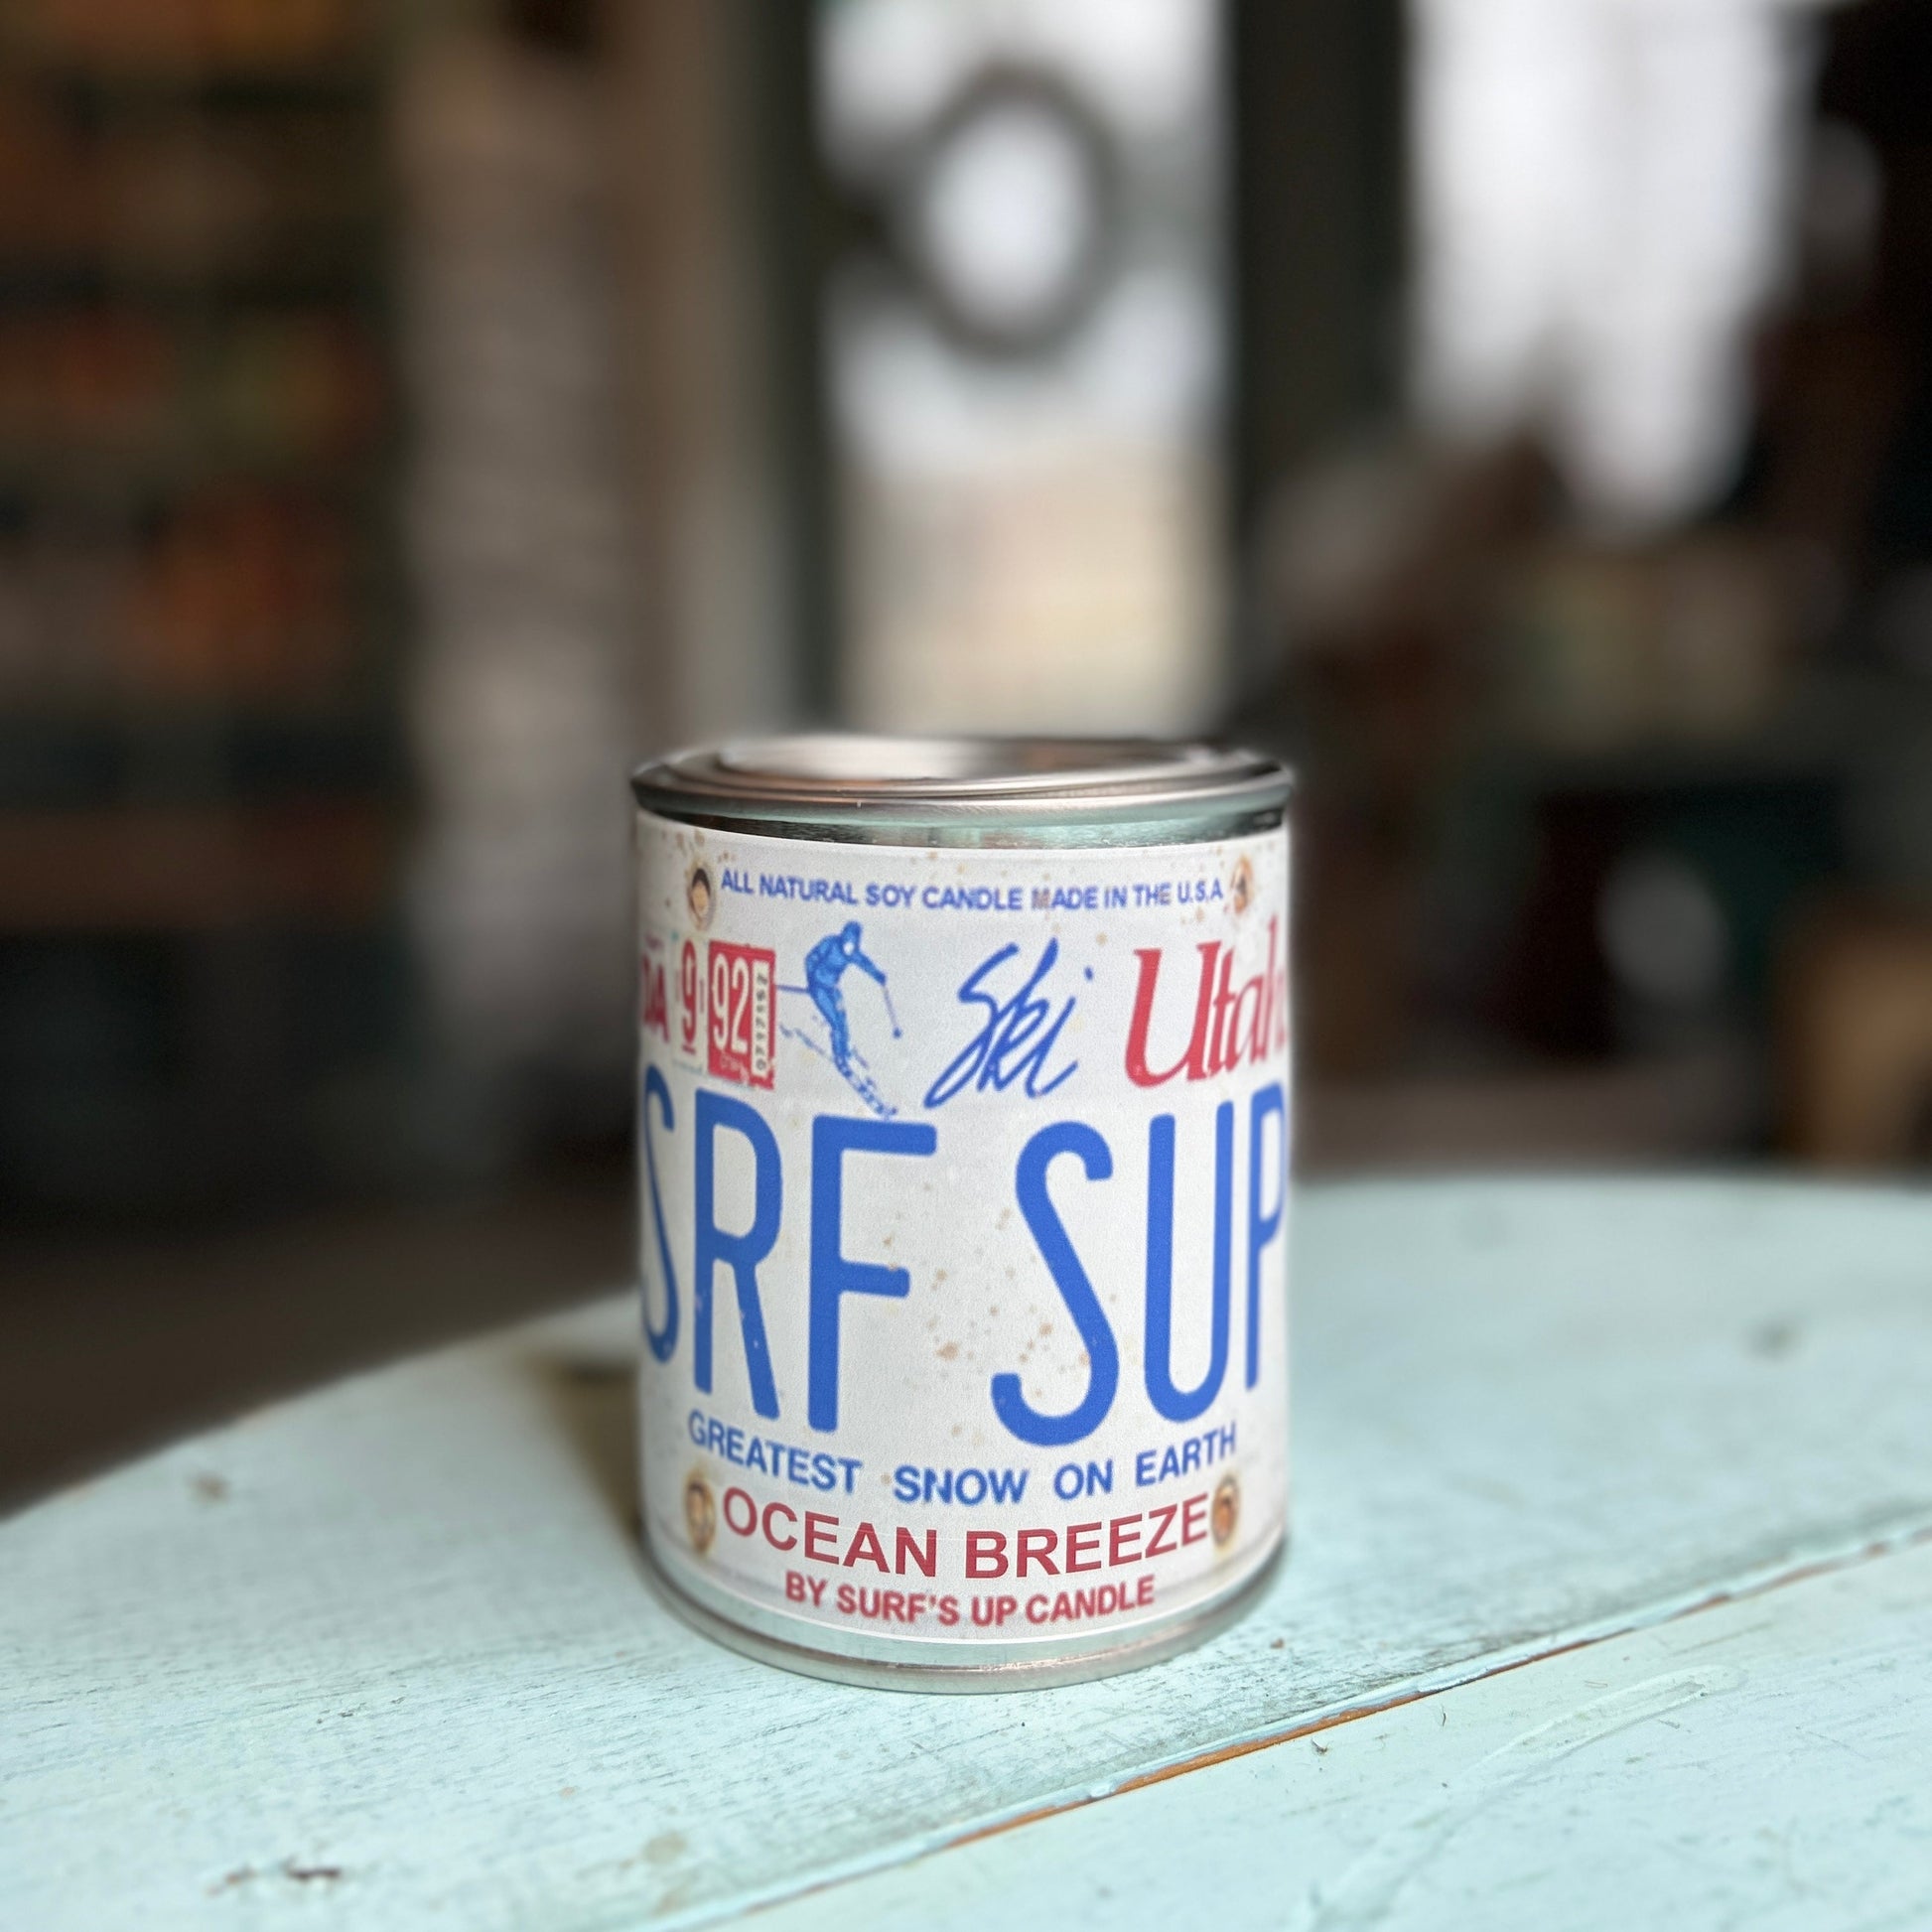 ALL NATURAL SOY CANDLE MADE IN THE U.S.A
DA 9 92 Ski Utah
SRF SUP
GREATEST SNOW ON EARTH
OCEAN BREEZE
BY SURF'S UP CANDLE